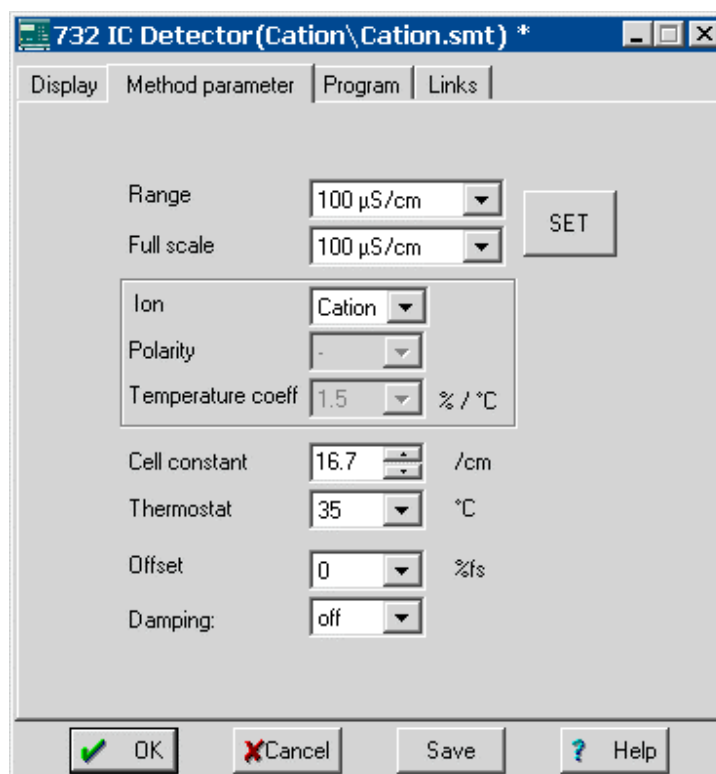 732 IC Detector(Cation\Cation.smt) *
Display Method parameter Program Links
Range 100 µS/cm
SET
Full scale 100 µS/cm
Ion Cation
Polarity -
Temperature coeff 1.5 % / °C
Cell constant 16.7 /cm
Thermostat 35 °C
Offset 0 %fs
Damping: off
OK Cancel Save ? Help